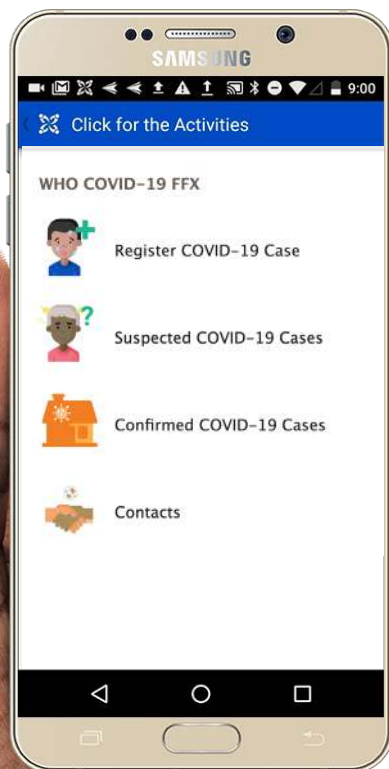 SAMSUNG
9:00
Click for the Activities
WHO COVID-19 FFX
Register COVID-19 Case
Suspected COVID-19 Cases
Confirmed COVID-19 Cases
Contacts